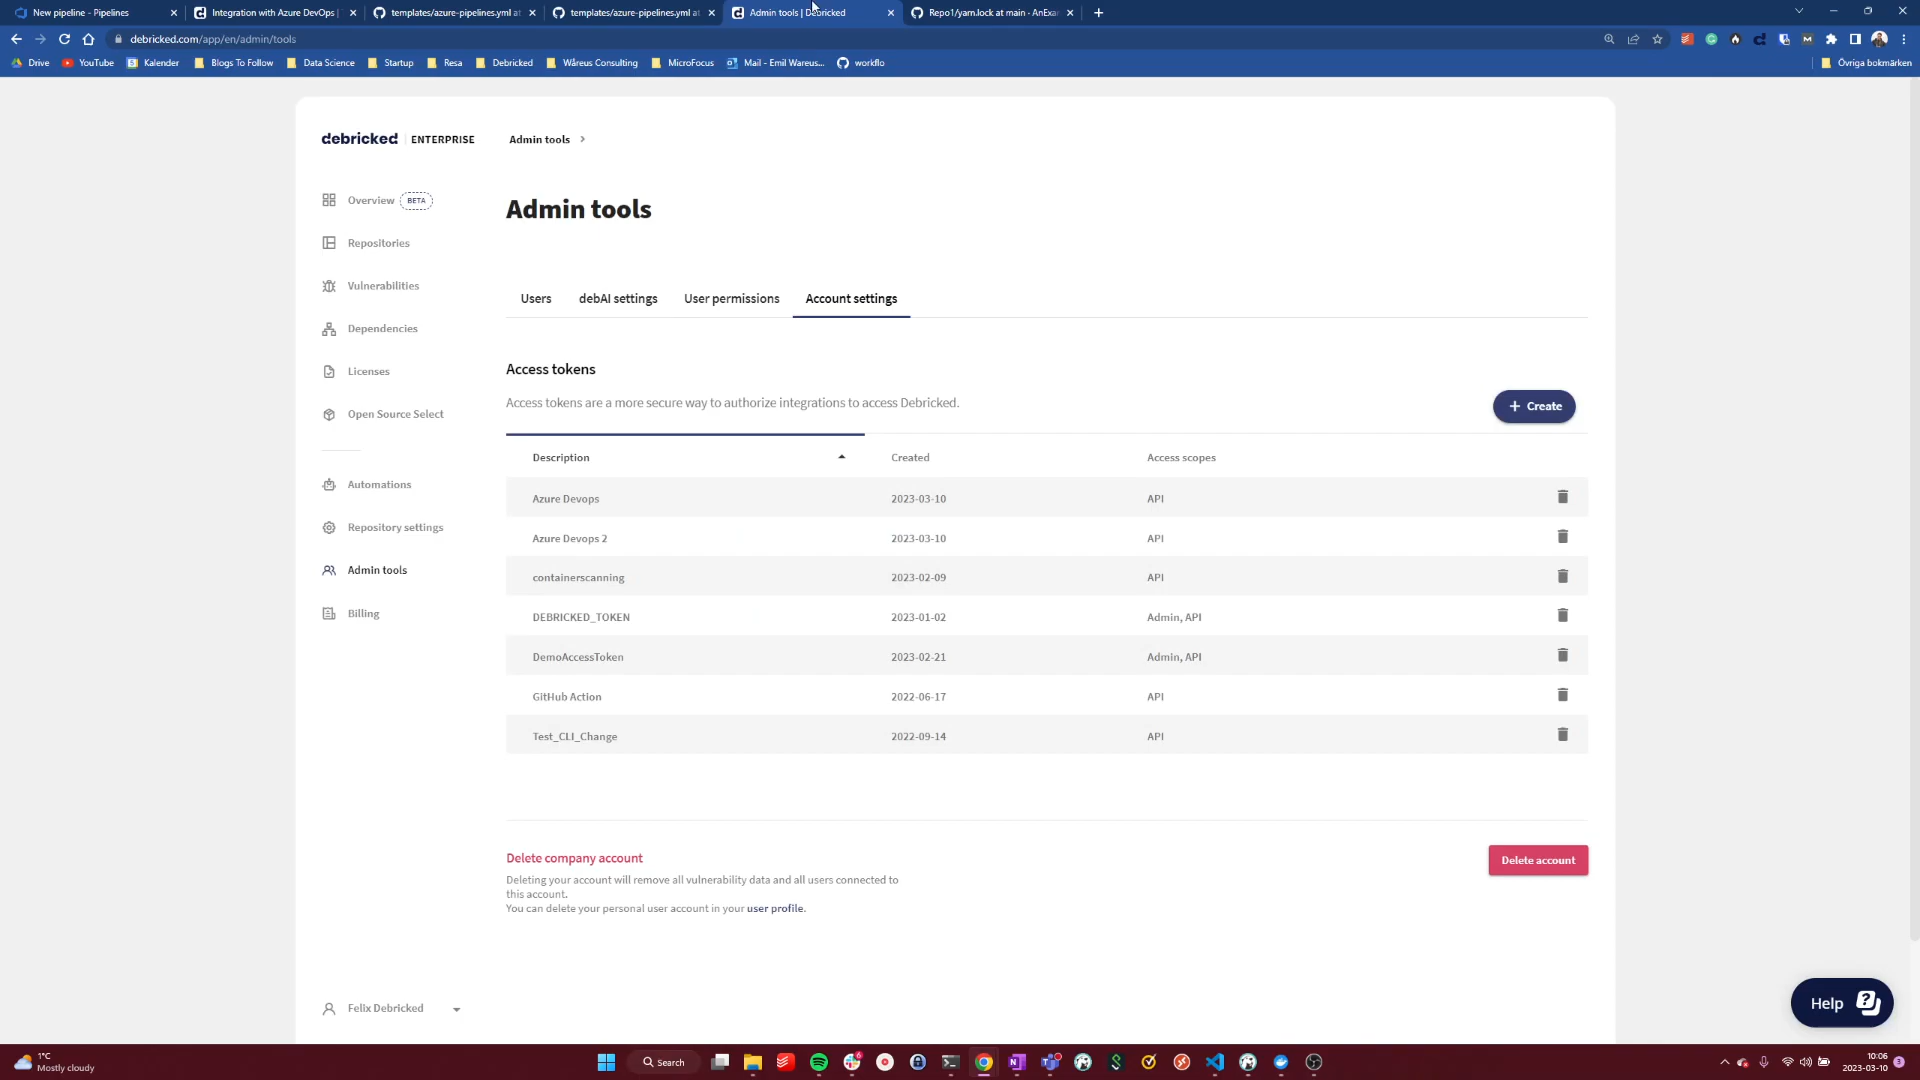 New pipeline - Pipelines
Integration with Azure DevOps |
templates/azure-pipelines.yml at
templates/azure-pipelines.yml at
Admin tools | Debricked
Repo1/yarn.lock at main · AnExa
debricked.com/app/en/admin/tools
Drive
YouTube
Kalender
Blogs To Follow
Data Science
Startup
Resa
Debricked
Wåreus Consulting
MicroFocus
Mail - Emil Wareus...
workflo
Övriga bokmärken
debricked ENTERPRISE
Admin tools
Overview BETA
Repositories
Vulnerabilities
Dependencies
Licenses
Open Source Select
Automations
Repository settings
Admin tools
Billing
Felix Debricked
Admin tools
Users debAI settings User permissions Account settings
Access tokens
Access tokens are a more secure way to authorize integrations to access Debricked.
+ Create
Description Created Access scopes
Azure Devops 2023-03-10 API
Azure Devops 2 2023-03-10 API
containerscanning 2023-02-09 API
DEBRICKED_TOKEN 2023-01-02 Admin, API
DemoAccessToken 2023-02-21 Admin, API
GitHub Action 2022-06-17 API
Test_CLI_Change 2022-09-14 API
Delete company account
Deleting your account will remove all vulnerability data and all users connected to
this account.
You can delete your personal user account in your user profile.
Delete account
Help
1°C
Mostly cloudy
Search
10:06
2023-03-10